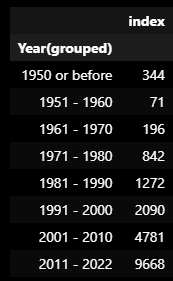 index
Year(grouped)
1950 or before 344
1951 - 1960 71
1961 - 1970 196
1971 - 1980 842
1981 - 1990 1272
1991 - 2000 2090
2001 - 2010 4781
2011 - 2022 9668